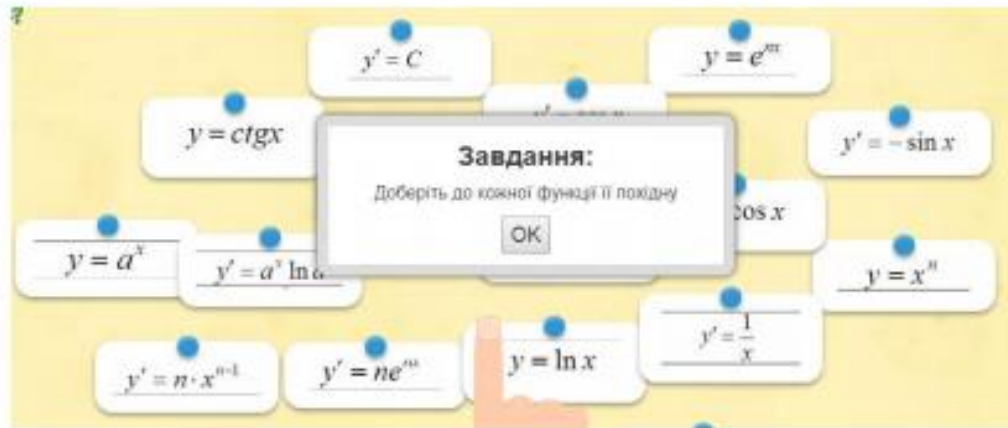 y' = C
y = e^{nx}
y = ctgx
y' = − sin x
Завдання:
Доберіть до кожної функції її похідну
OK
cos x
y = a^x
y' = a^x ln a
y = x^n
y' = 1/x
y' = n · x^{n-1}
y' = ne^{nx}
y = ln x